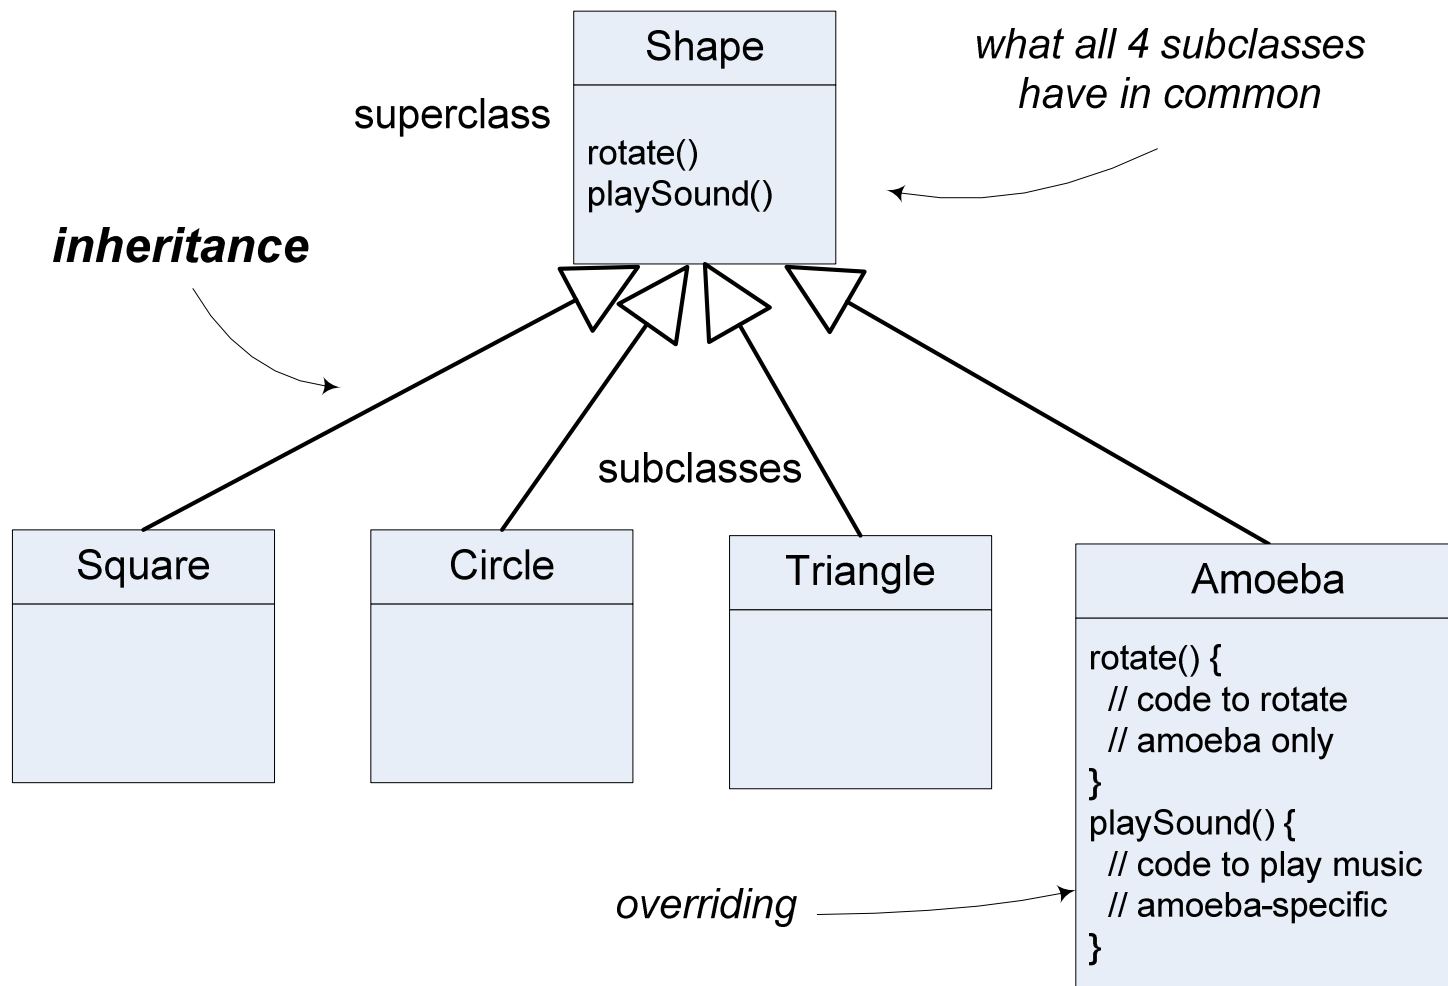 Shape
what all 4 subclasses
have in common
superclass
rotate()
playSound()
inheritance
subclasses
Square
Circle
Triangle
Amoeba
rotate() {
// code to rotate
// amoeba only
}
playSound() {
// code to play music
// amoeba-specific
}
overriding